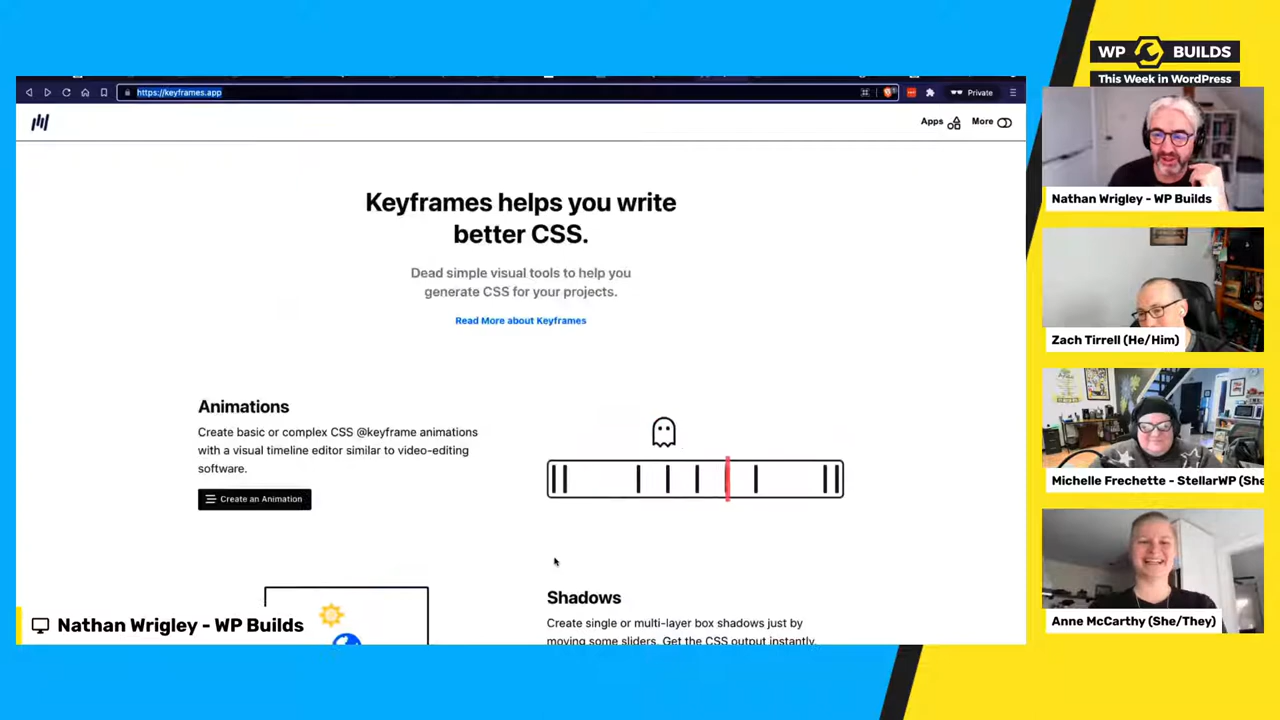 https://keyframes.app
Private
Apps
More
Keyframes helps you write
better CSS.
Dead simple visual tools to help you
generate CSS for your projects.
Read More about Keyframes
Animations
Create basic or complex CSS @keyframe animations
with a visual timeline editor similar to video-editing
software.
Create an Animation
Shadows
Create single or multi-layer box shadows just by
moving some sliders. Get the CSS output instantly.
Nathan Wrigley - WP Builds
WP BUILDS
This Week in WordPress
Nathan Wrigley - WP Builds
Zach Tirrell (He/Him)
Michelle Frechette - StellarWP (She
Anne McCarthy (She/They)